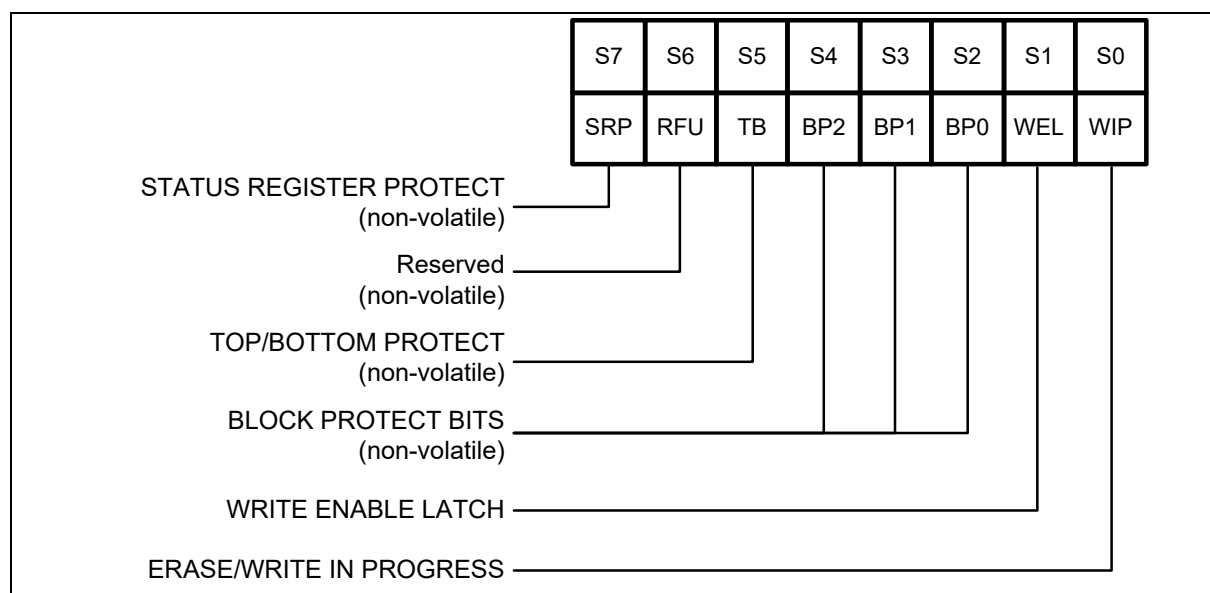 S7 S6 S5 S4 S3 S2 S1 S0
SRP RFU TB BP2 BP1 BP0 WEL WIP
STATUS REGISTER PROTECT
(non-volatile)
Reserved
(non-volatile)
TOP/BOTTOM PROTECT
(non-volatile)
BLOCK PROTECT BITS
(non-volatile)
WRITE ENABLE LATCH
ERASE/WRITE IN PROGRESS